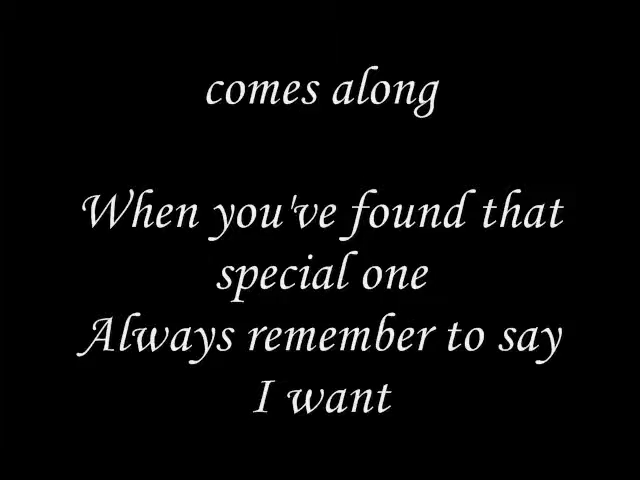 comes along
When you've found that
special one
Always remember to say
I want